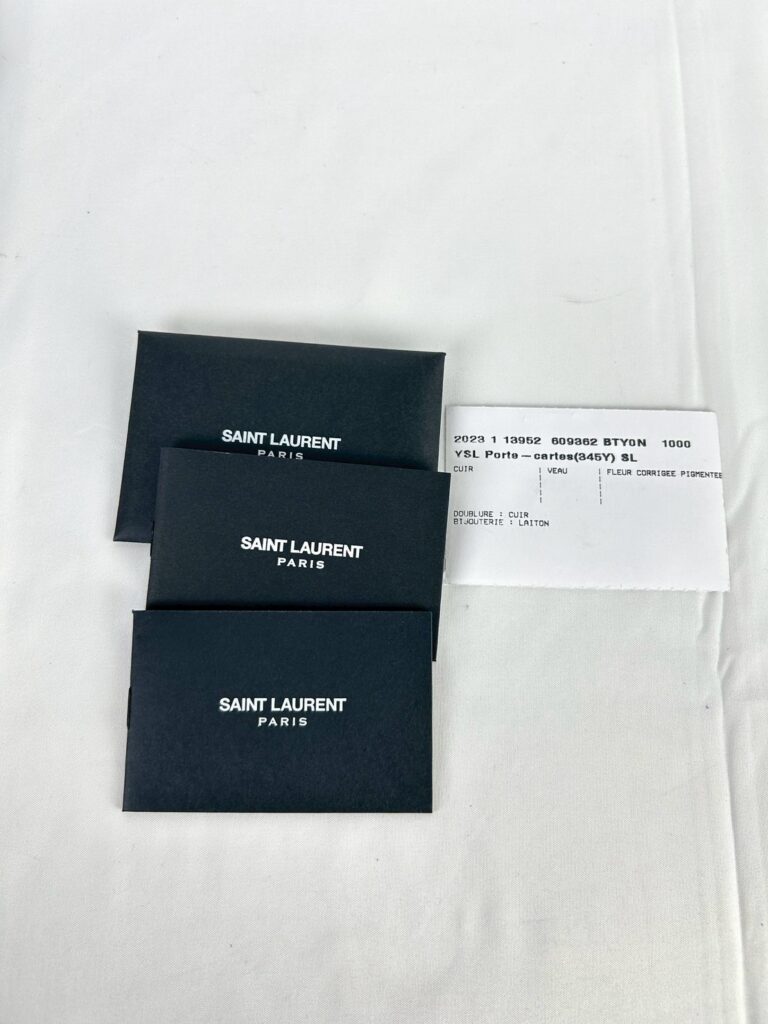 SAINT LAURENT
PARIS
SAINT LAURENT
PARIS
SAINT LAURENT
PARIS
2023 1 13952 609362 BTY0N 1000
YSL Porte-cartes(345Y) SL
CUIR | VEAU | FLEUR CORRIGEE PIGMENTEE
DOUBLURE : CUIR
BIJOUTERIE : LAITON